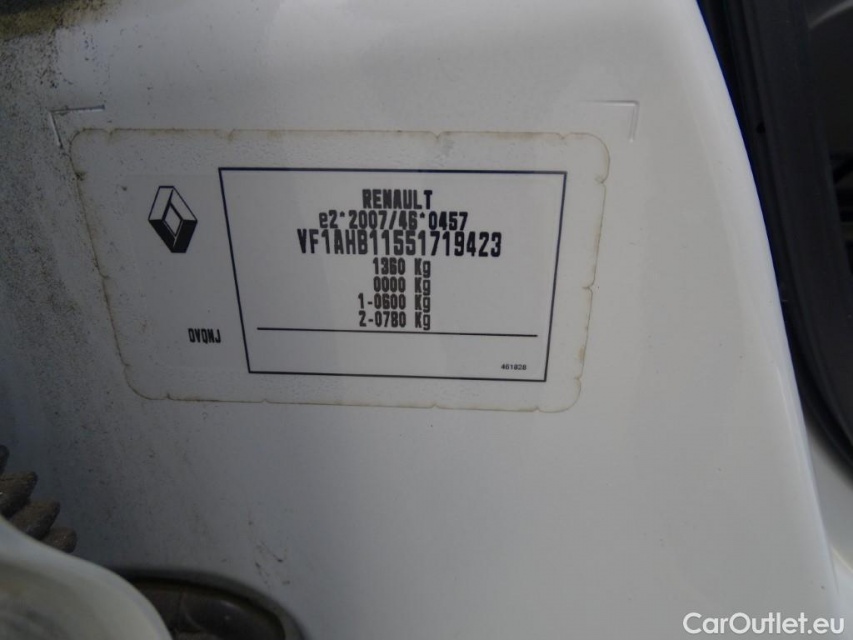 RENAULT
e2*2007/46*0457
VF1AHB11551719423
1360 Kg
0000 Kg
1-0600 Kg
2-0780 Kg
DVQNJ
461828
CarOutlet.eu